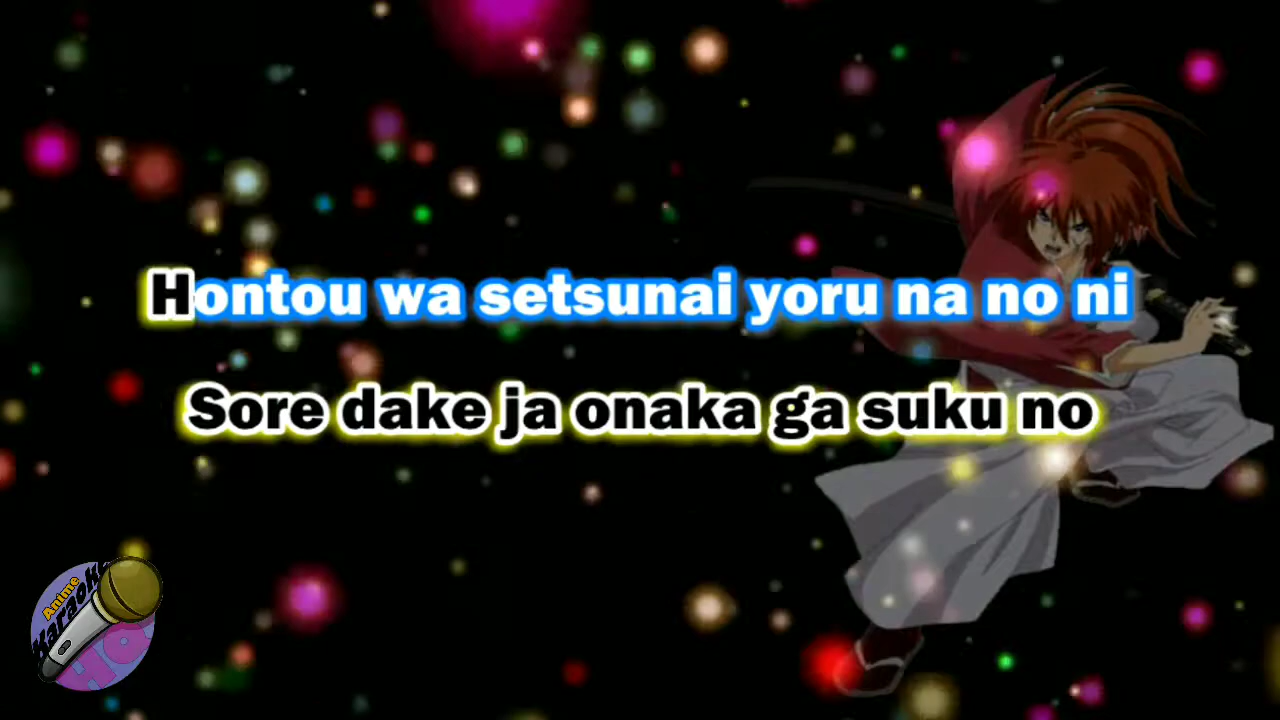 Hontou wa setsunai yoru na no ni
Sore dake ja onaka ga suku no
Anime
Karaoke